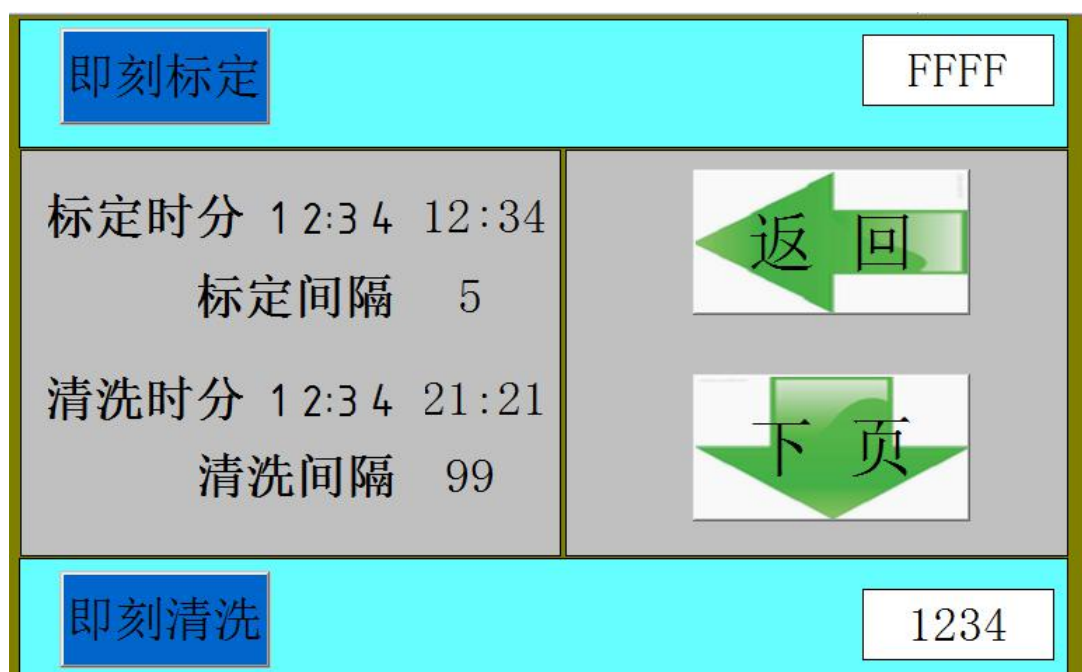 即刻标定 FFFF
标定时分 12:34 12:34
标定间隔 5
清洗时分 12:34 21:21
清洗间隔 99
返回
下页
即刻清洗 1234